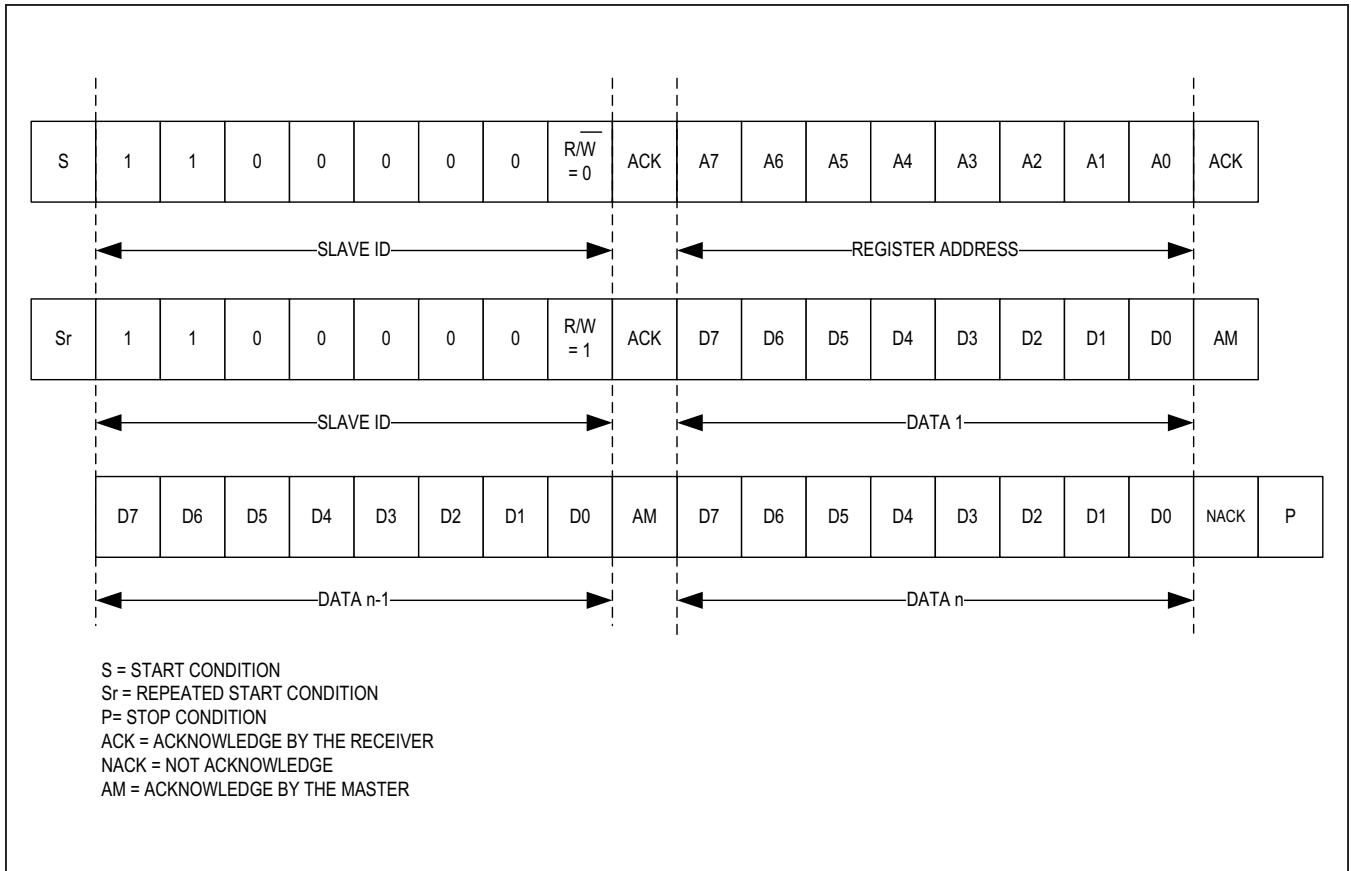 S 1 1 0 0 0 0 0 R/W̅ = 0 ACK A7 A6 A5 A4 A3 A2 A1 A0 ACK
SLAVE ID REGISTER ADDRESS
Sr 1 1 0 0 0 0 0 R/W = 1 ACK D7 D6 D5 D4 D3 D2 D1 D0 AM
SLAVE ID DATA 1
D7 D6 D5 D4 D3 D2 D1 D0 AM D7 D6 D5 D4 D3 D2 D1 D0 NACK P
DATA n-1 DATA n
S = START CONDITION
Sr = REPEATED START CONDITION
P= STOP CONDITION
ACK = ACKNOWLEDGE BY THE RECEIVER
NACK = NOT ACKNOWLEDGE
AM = ACKNOWLEDGE BY THE MASTER